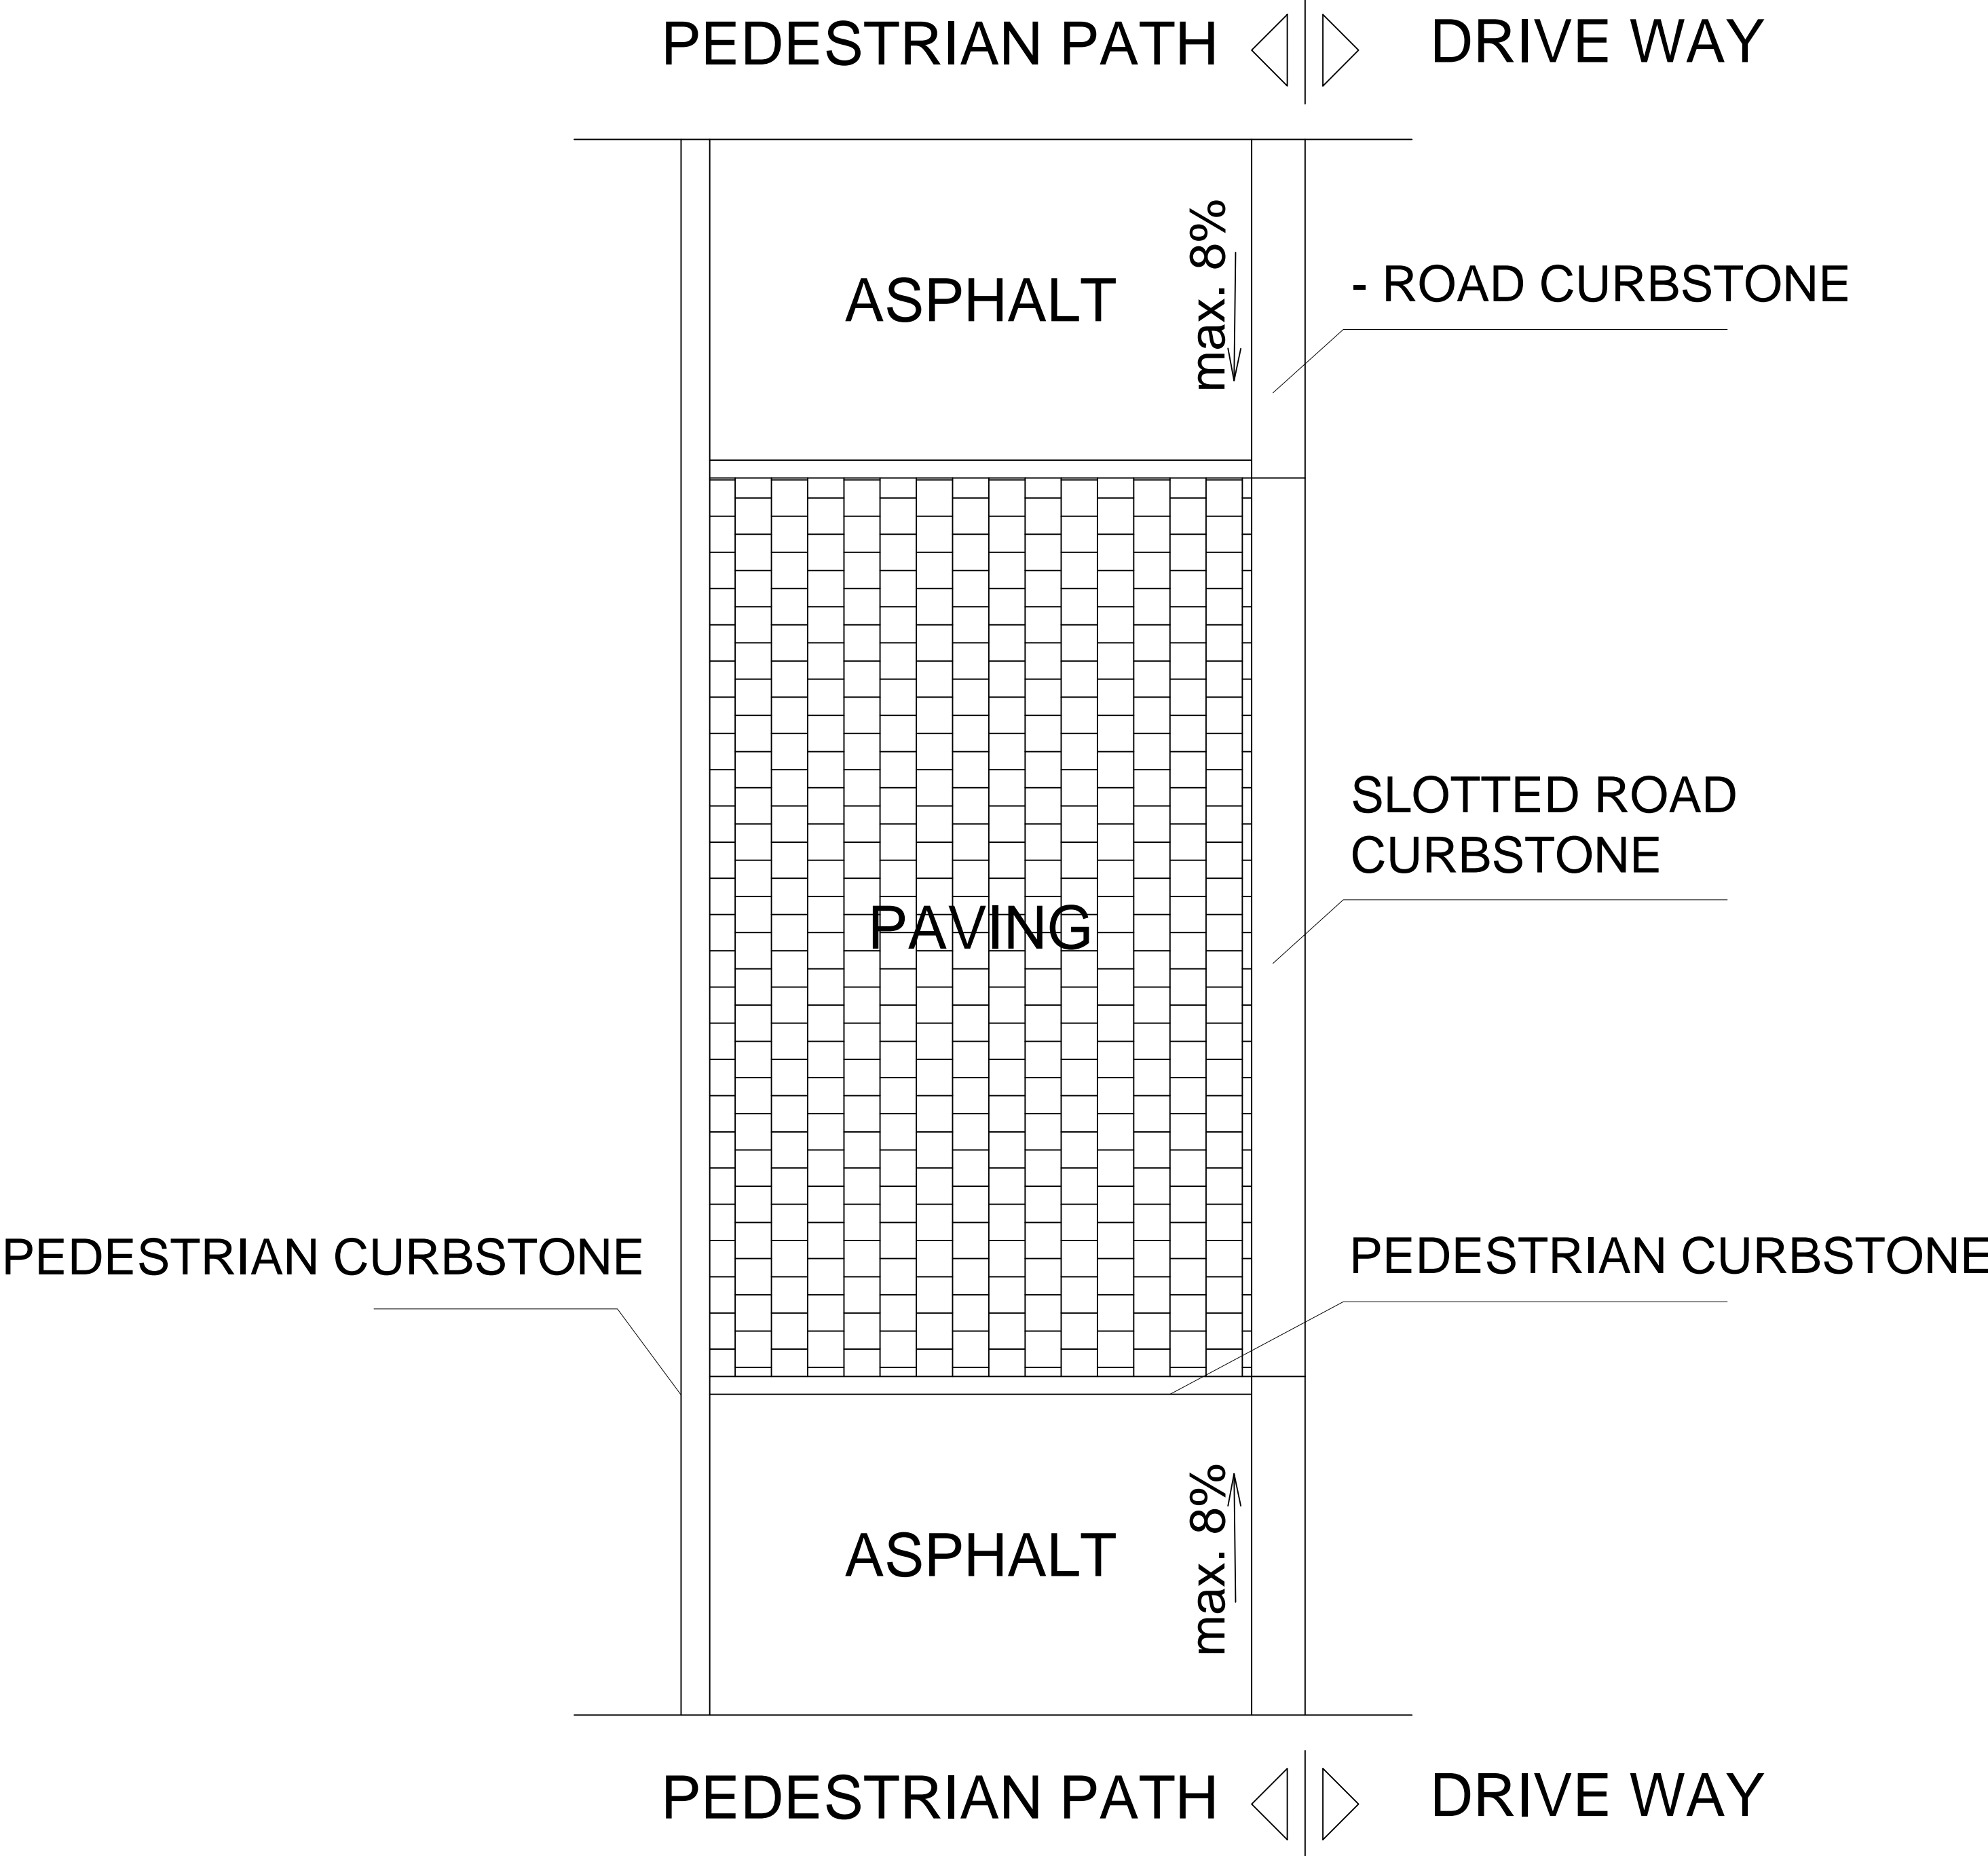 PEDESTRIAN PATH
DRIVE WAY
ASPHALT
max. 8%
- ROAD CURBSTONE
SLOTTED ROAD
CURBSTONE
PAVING
PEDESTRIAN CURBSTONE
PEDESTRIAN CURBSTONE
ASPHALT
max. 8%
PEDESTRIAN PATH
DRIVE WAY